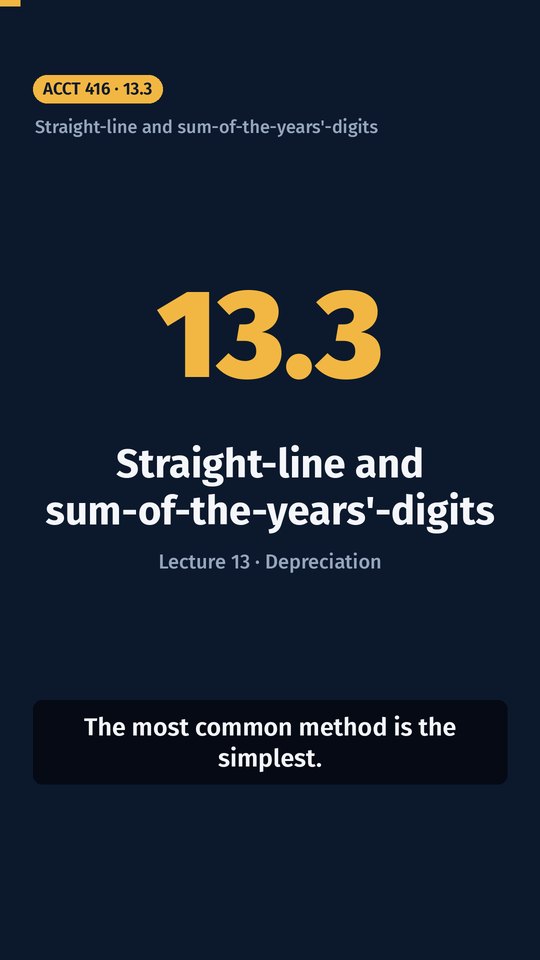 ACCT 416 · 13.3
Straight-line and sum-of-the-years'-digits
13.3
Straight-line and
sum-of-the-years'-digits
Lecture 13 · Depreciation
The most common method is the
simplest.